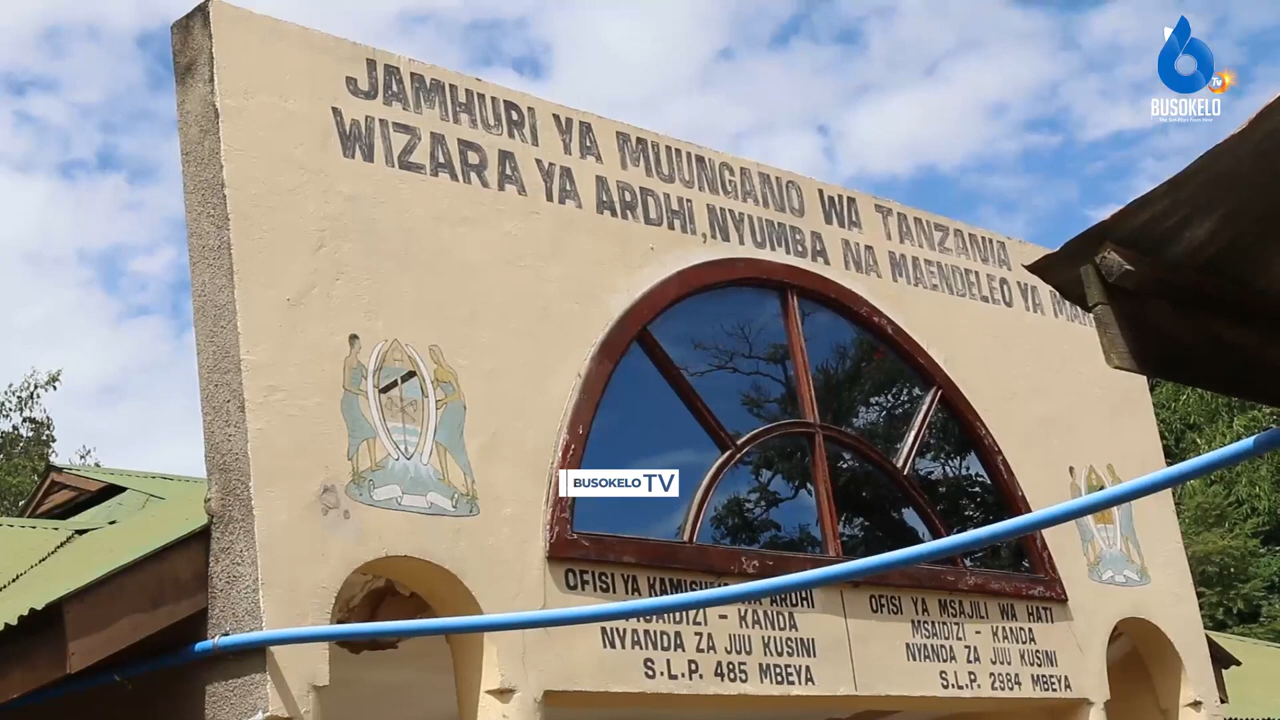 JAMHURI YA MUUNGANO WA TANZANIA
WIZARA YA ARDHI, NYUMBA NA MAENDELEO YA
OFISI YA ARDHI
MSAIDIZI - KANDA
NYANDA ZA JUU KUSINI
S.L.P. 485 MBEYA
OFISI YA MSAJILI WA HATI
MSAIDIZI - KANDA
NYANDA ZA JUU KUSINI
S.L.P. 2984 MBEYA
BUSOKELO TV
Tv
BUSOKELO